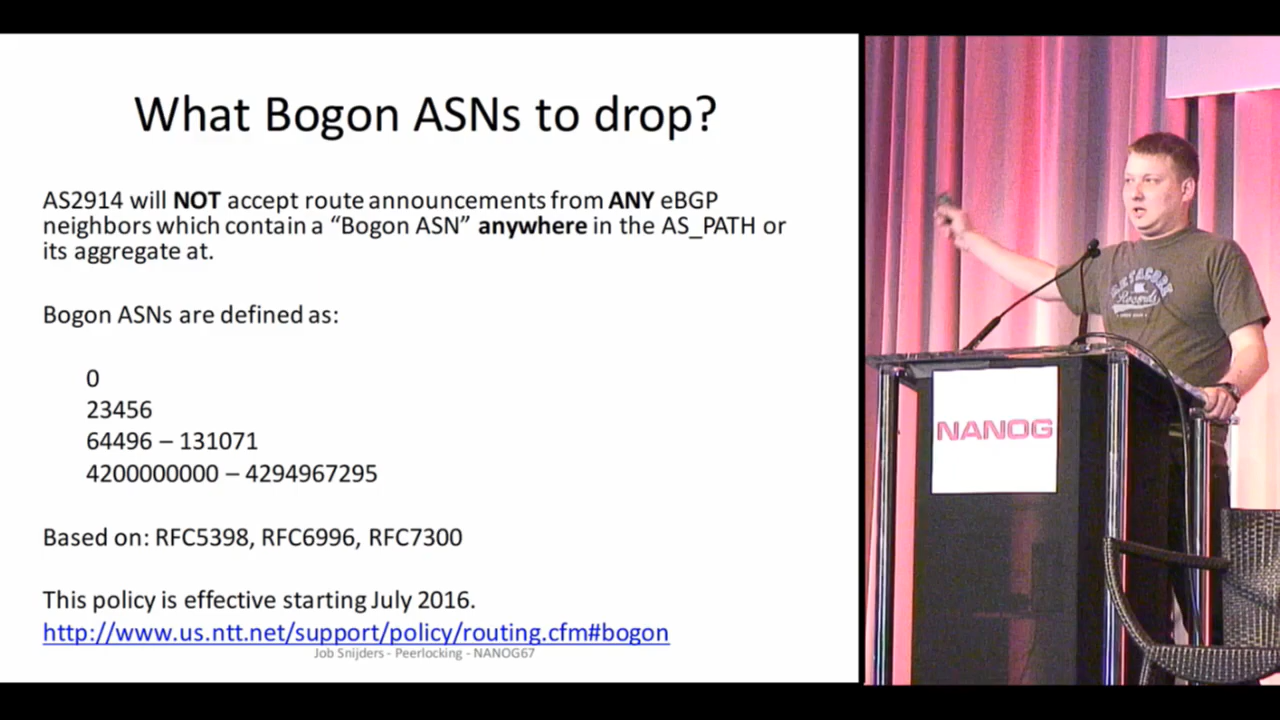 What Bogon ASNs to drop?
AS2914 will NOT accept route announcements from ANY eBGP
neighbors which contain a “Bogon ASN” anywhere in the AS_PATH or
its aggregate at.
Bogon ASNs are defined as:
0
23456
64496 – 131071
4200000000 – 4294967295
Based on: RFC5398, RFC6996, RFC7300
This policy is effective starting July 2016.
http://www.us.ntt.net/support/policy/routing.cfm#bogon
Job Snijders - Peerlocking - NANOG67
NANOG
Records